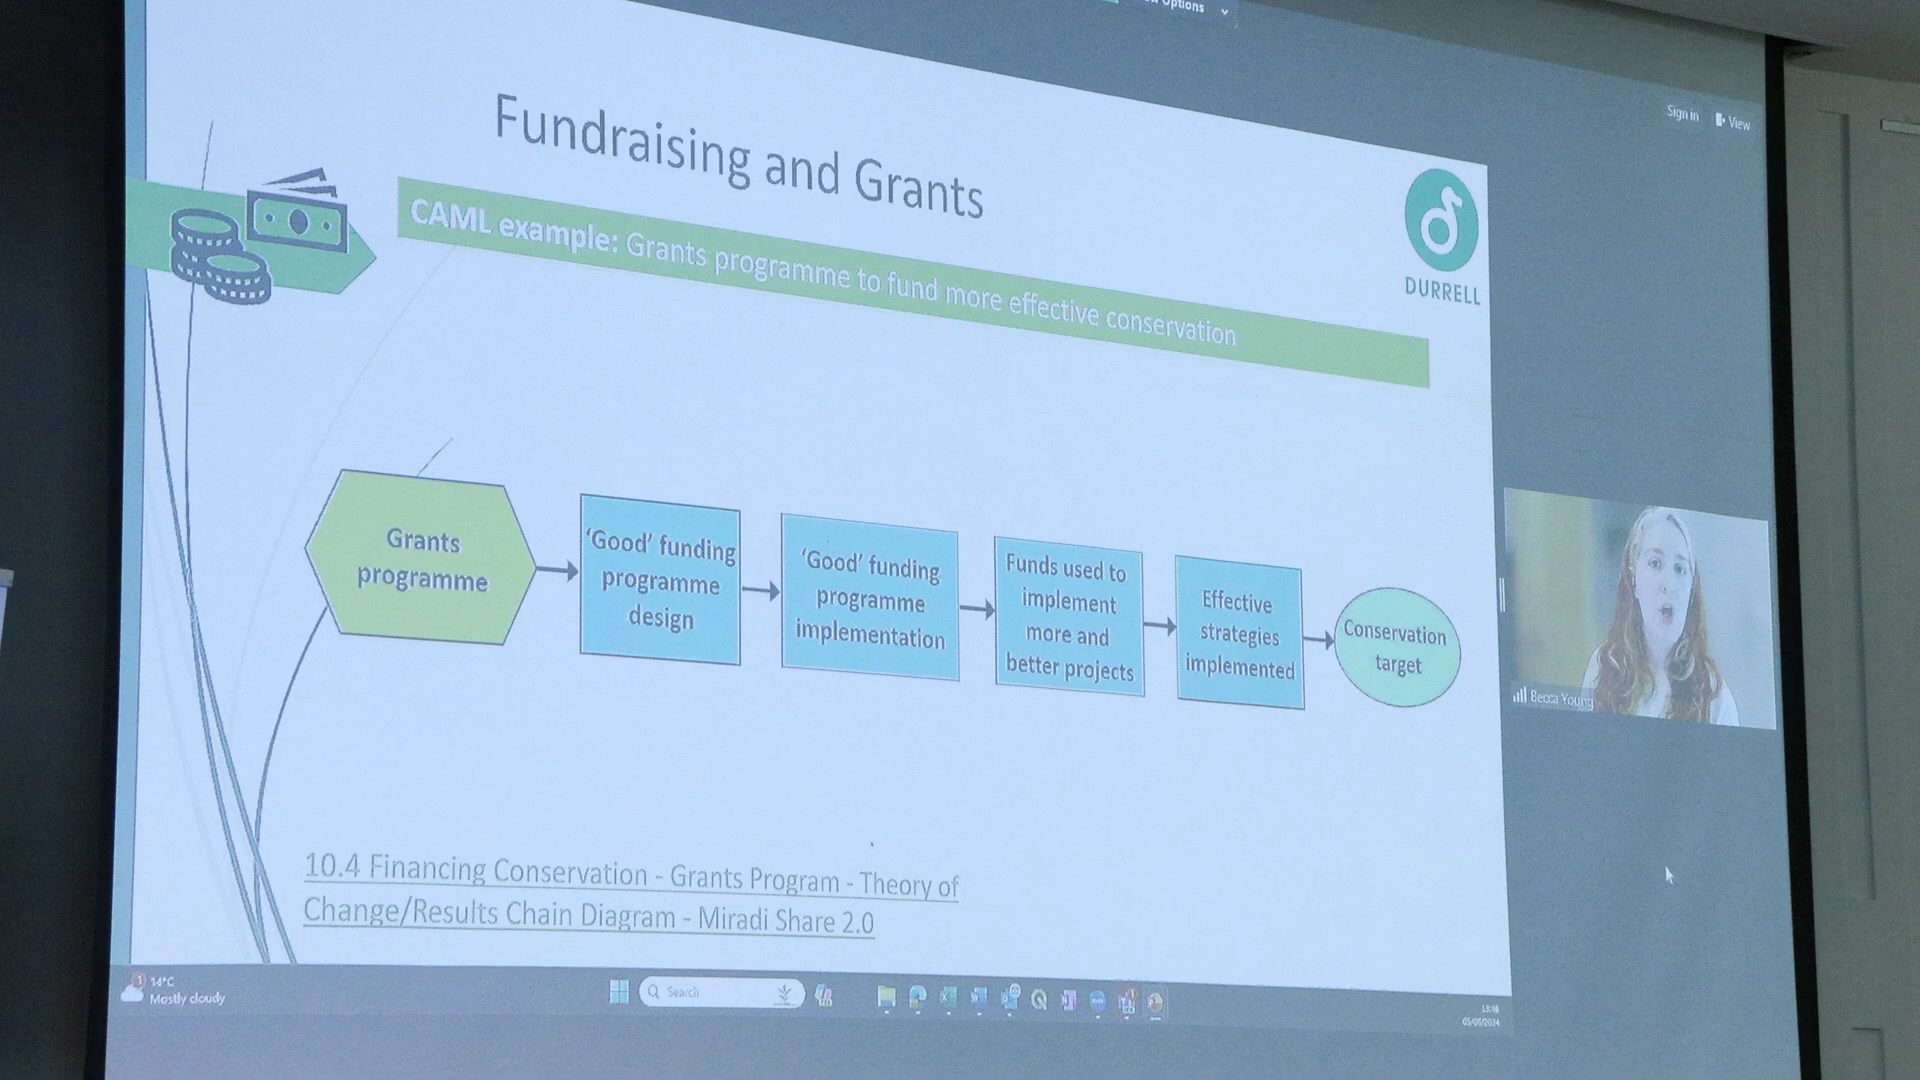 Options
Sign in View
Fundraising and Grants
CAML example: Grants programme to fund more effective conservation
DURRELL
Grants
programme
‘Good’ funding
programme
design
‘Good’ funding
programme
implementation
Funds used to
implement
more and
better projects
Effective
strategies
implemented
Conservation
target
Becca Young
10.4 Financing Conservation - Grants Program - Theory of
Change/Results Chain Diagram - Miradi Share 2.0
14°C
Mostly cloudy
Search
05/06/2024